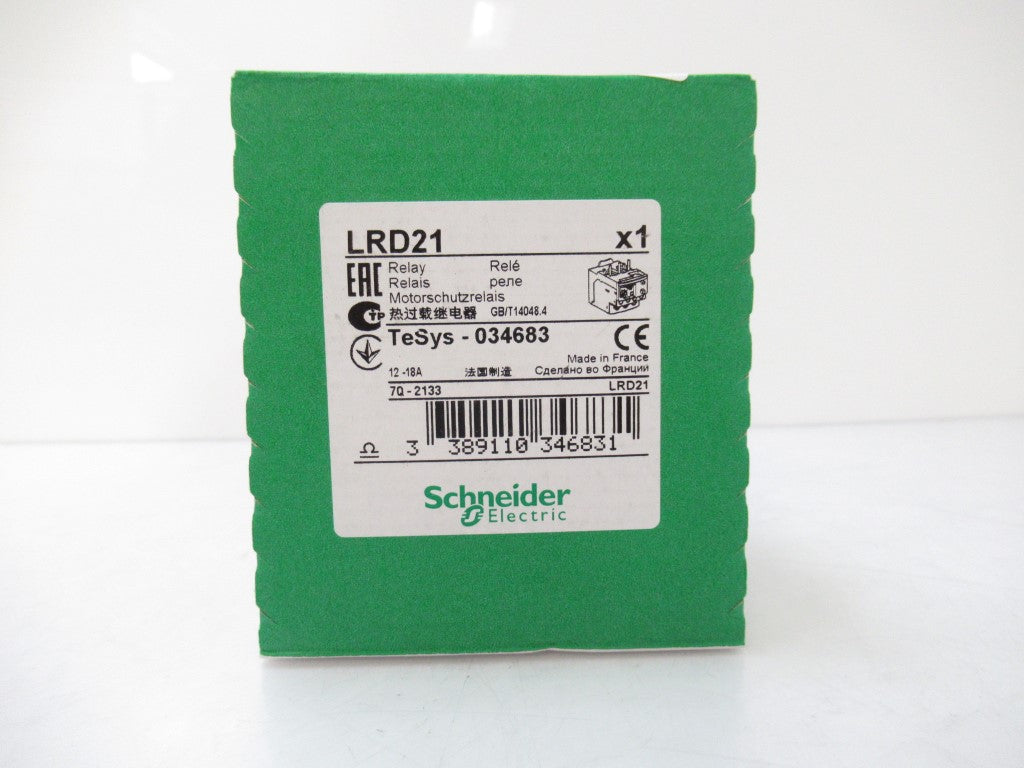 LRD21 x1
EAC Relay Relé
Relais реле
Motorschutzrelais
CTP 热过载继电器 GB/T14048.4
TeSys - 034683 CE
Made in France
12 -18A 法国制造 Сделано во Франции
7Q - 2133 LRD21
3 389110 346831
Schneider
Electric